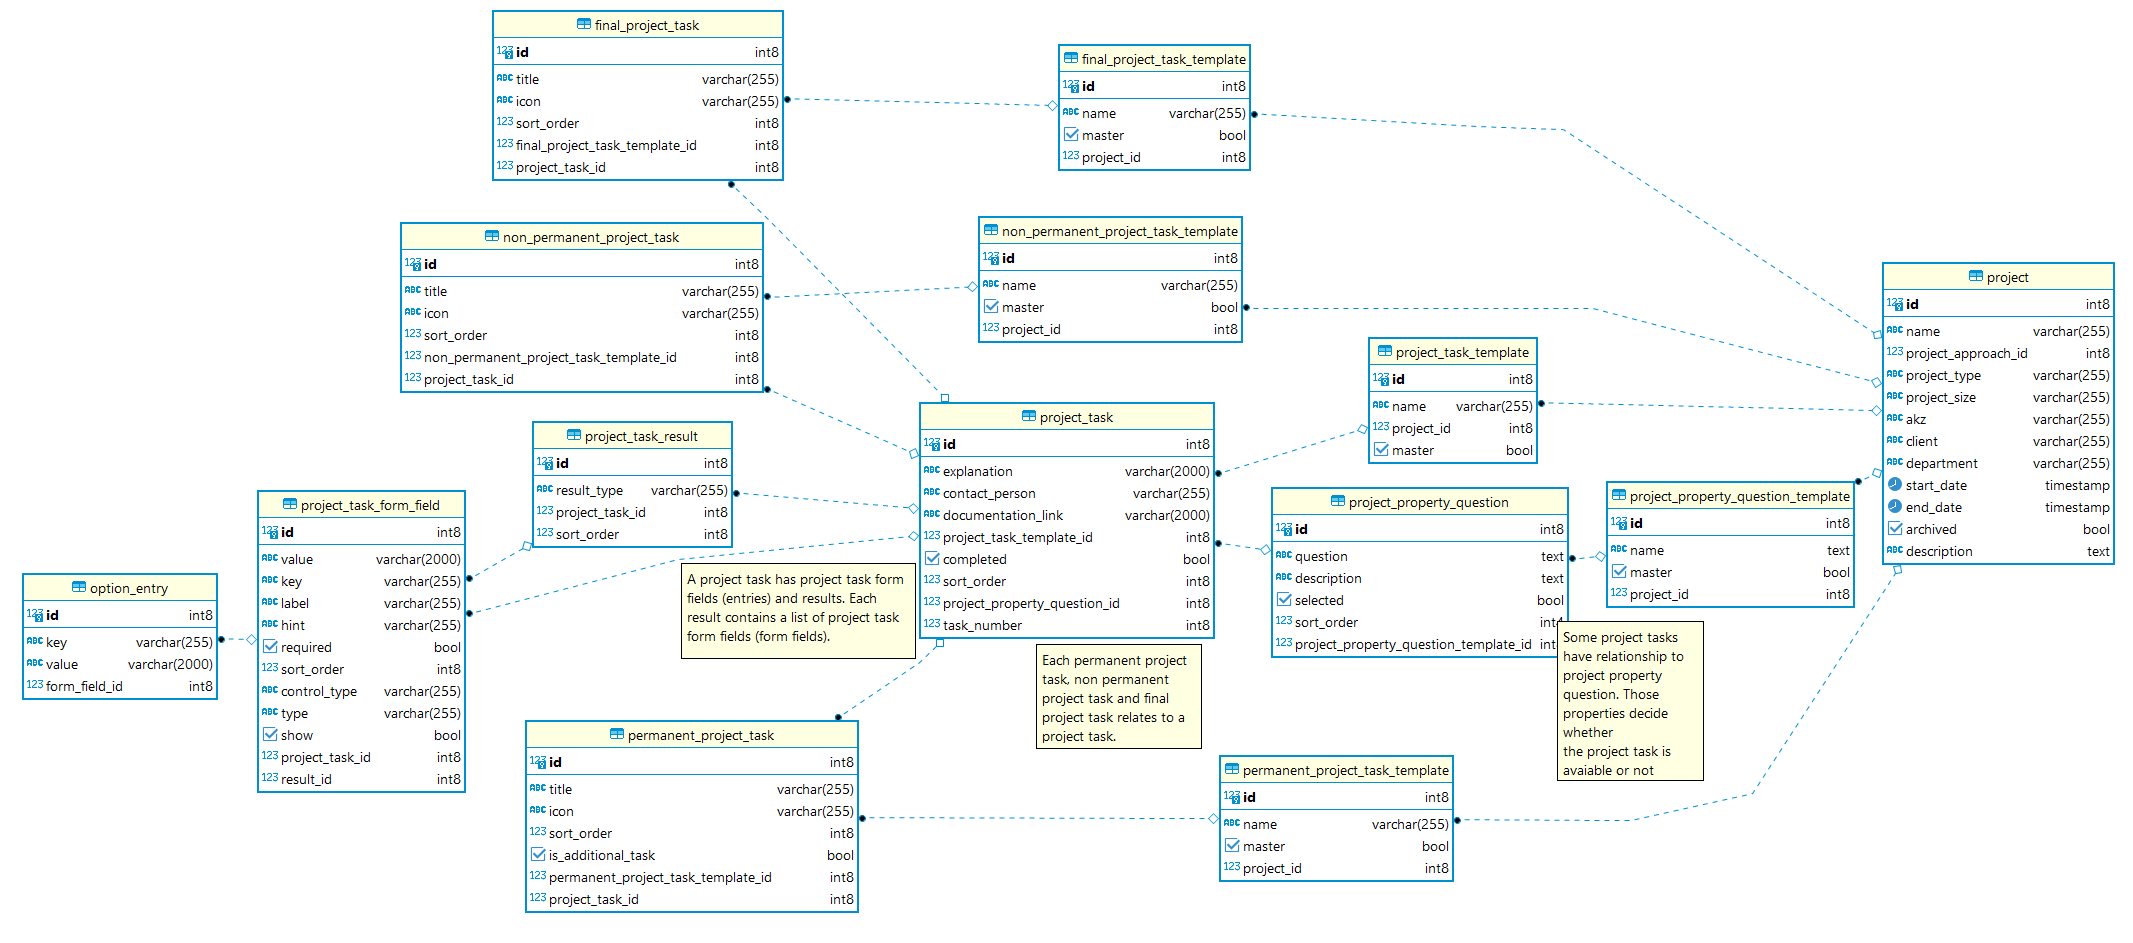 final_project_task
id int8
title varchar(255)
icon varchar(255)
sort_order int8
final_project_task_template_id int8
project_task_id int8
final_project_task_template
id int8
name varchar(255)
master bool
project_id int8
non_permanent_project_task
id int8
title varchar(255)
icon varchar(255)
sort_order int8
non_permanent_project_task_template_id int8
project_task_id int8
non_permanent_project_task_template
id int8
name varchar(255)
master bool
project_id int8
project
id int8
name varchar(255)
project_approach_id int8
project_type varchar(255)
project_size varchar(255)
akz varchar(255)
client varchar(255)
department varchar(255)
start_date timestamp
end_date timestamp
archived bool
description text
project_task_template
id int8
name varchar(255)
project_id int8
master bool
project_task
id int8
explanation varchar(2000)
contact_person varchar(255)
documentation_link varchar(2000)
project_task_template_id int8
completed bool
sort_order int8
project_property_question_id int8
task_number int8
project_task_result
id int8
result_type varchar(255)
project_task_id int8
sort_order int8
project_property_question
id int8
question text
description text
selected bool
sort_order
project_property_question_template_id
project_property_question_template
id int8
name text
master bool
project_id int8
project_task_form_field
id int8
value varchar(2000)
key varchar(255)
label varchar(255)
hint varchar(255)
required bool
sort_order int8
control_type varchar(255)
type varchar(255)
show bool
project_task_id int8
result_id int8
option_entry
id int8
key varchar(255)
value varchar(2000)
form_field_id int8
A project task has project task form
fields (entries) and results. Each
result contains a list of project task
form fields (form fields).
Each permanent project
task, non permanent
project task and final
project task relates to a
project task.
Some project tasks
have relationship to
project property
question. Those
properties decide
whether
the project task is
avaiable or not
permanent_project_task
id int8
title varchar(255)
icon varchar(255)
sort_order int8
is_additional_task bool
permanent_project_task_template_id int8
project_task_id int8
permanent_project_task_template
id int8
name varchar(255)
master bool
project_id int8